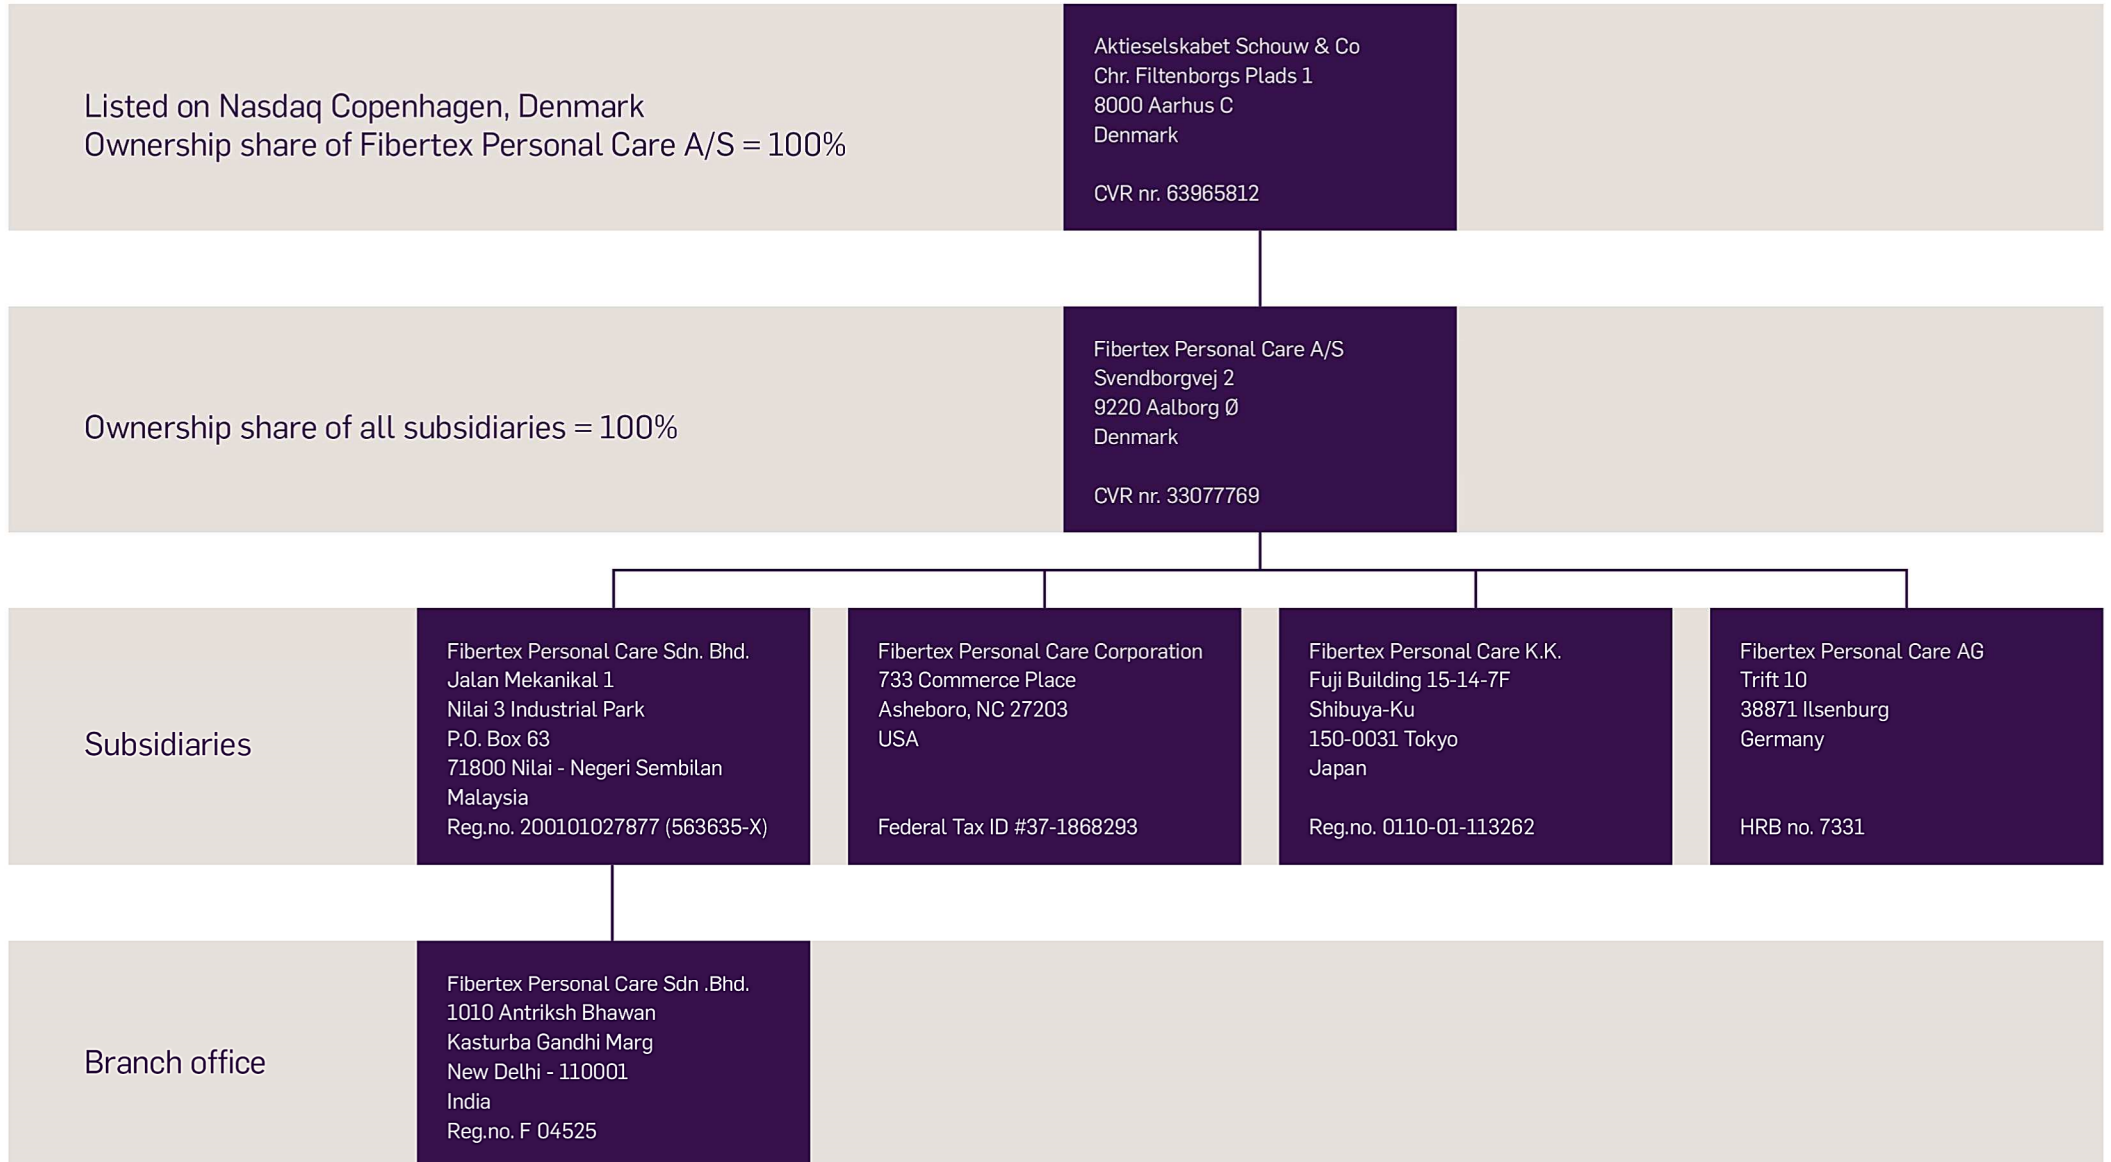 Listed on Nasdaq Copenhagen, Denmark
Ownership share of Fibertex Personal Care A/S = 100%
Aktieselskabet Schouw & Co
Chr. Filtenborgs Plads 1
8000 Aarhus C
Denmark
CVR nr. 63965812
Ownership share of all subsidiaries = 100%
Fibertex Personal Care A/S
Svendborgvej 2
9220 Aalborg Ø
Denmark
CVR nr. 33077769
Subsidiaries
Fibertex Personal Care Sdn. Bhd.
Jalan Mekanikal 1
Nilai 3 Industrial Park
P.O. Box 63
71800 Nilai - Negeri Sembilan
Malaysia
Reg.no. 200101027877 (563635-X)
Fibertex Personal Care Corporation
733 Commerce Place
Asheboro, NC 27203
USA
Federal Tax ID #37-1868293
Fibertex Personal Care K.K.
Fuji Building 15-14-7F
Shibuya-Ku
150-0031 Tokyo
Japan
Reg.no. 0110-01-113262
Fibertex Personal Care AG
Trift 10
38871 Ilsenburg
Germany
HRB no. 7331
Branch office
Fibertex Personal Care Sdn .Bhd.
1010 Antriksh Bhawan
Kasturba Gandhi Marg
New Delhi - 110001
India
Reg.no. F 04525